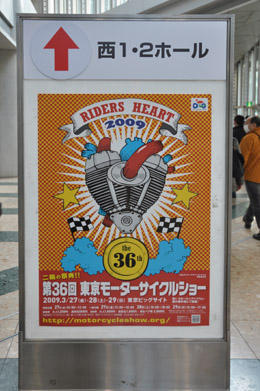 西1・2ホール
RIDERS HEART
2009
the
36th
二輪の祭典!!
第36回 東京モーターサイクルショー
2009.3/27(金)・28(土)・29(日) 東京ビッグサイト
http://motorcycleshow.org/